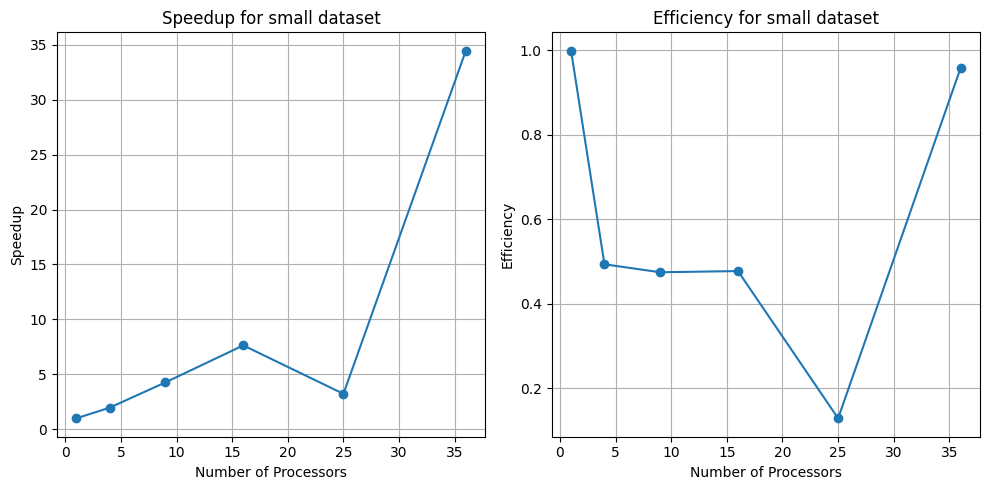 Speedup for small dataset
35
30
25
20
15
10
5
0
Speedup
0 5 10 15 20 25 30 35
Number of Processors
Efficiency for small dataset
1.0
0.8
0.6
0.4
0.2
Efficiency
0 5 10 15 20 25 30 35
Number of Processors